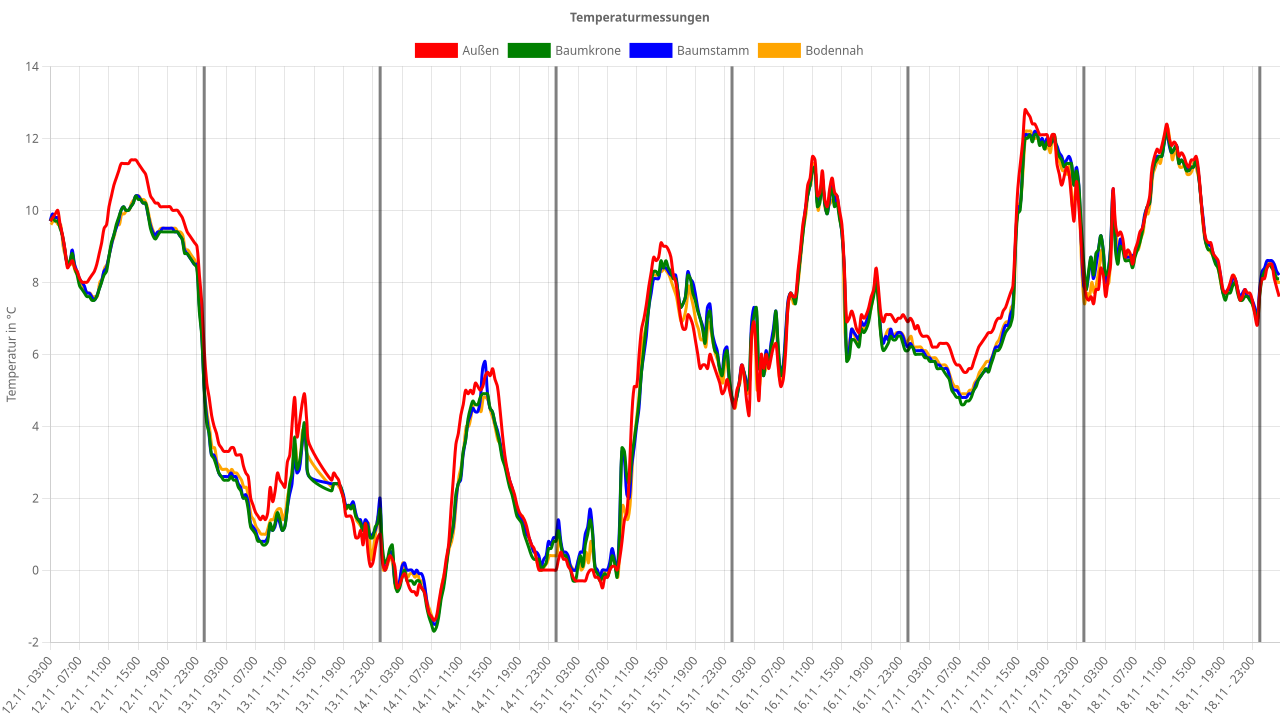 Temperaturmessungen
Außen Baumkrone Baumstamm Bodennah
Temperatur in °C
14
12
10
8
6
4
2
0
-2
12.11 - 03:00
12.11 - 07:00
12.11 - 11:00
12.11 - 15:00
12.11 - 19:00
12.11 - 23:00
13.11 - 03:00
13.11 - 07:00
13.11 - 11:00
13.11 - 15:00
13.11 - 19:00
13.11 - 23:00
14.11 - 03:00
14.11 - 07:00
14.11 - 11:00
14.11 - 15:00
14.11 - 19:00
14.11 - 23:00
15.11 - 03:00
15.11 - 07:00
15.11 - 11:00
15.11 - 15:00
15.11 - 19:00
15.11 - 23:00
16.11 - 03:00
16.11 - 07:00
16.11 - 11:00
16.11 - 15:00
16.11 - 19:00
16.11 - 23:00
17.11 - 03:00
17.11 - 07:00
17.11 - 11:00
17.11 - 15:00
17.11 - 19:00
17.11 - 23:00
18.11 - 03:00
18.11 - 07:00
18.11 - 11:00
18.11 - 15:00
18.11 - 19:00
18.11 - 23:00